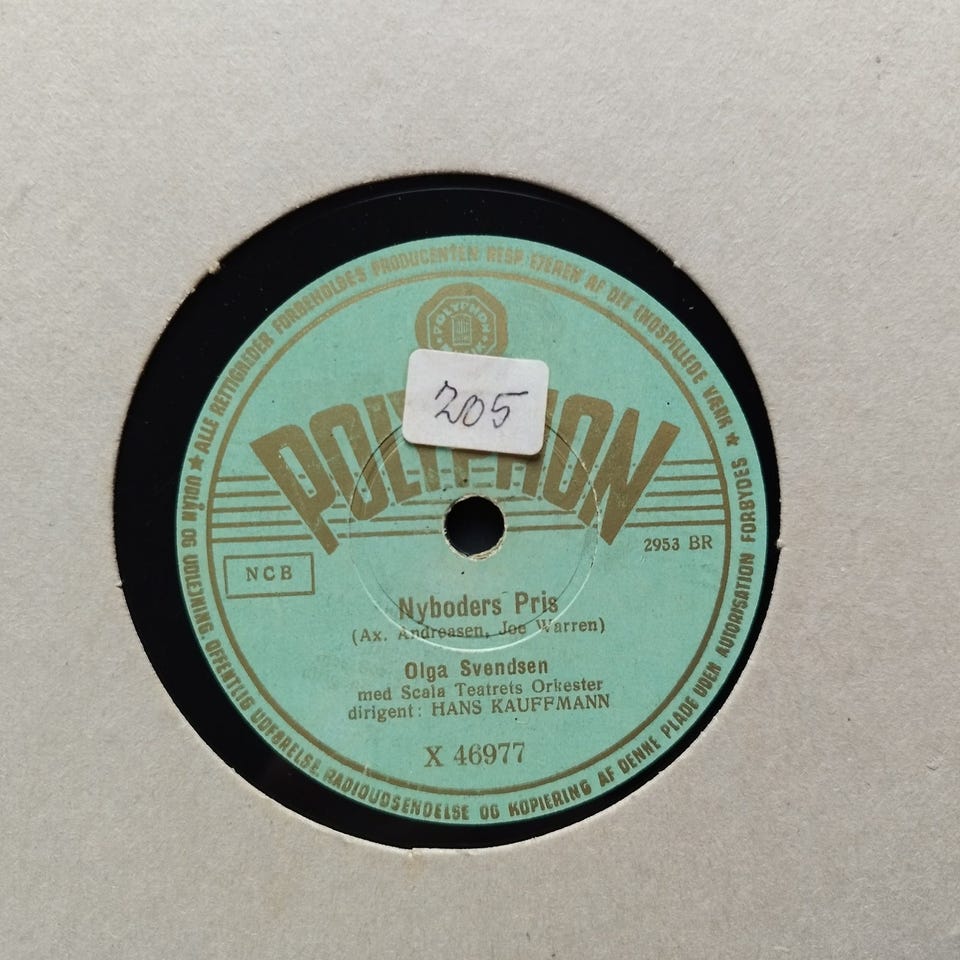 ★ ALLE RETTIGHEDER FORBEHOLDES PRODUCENTEN RESP. EJEREN AF DET INDSPILLEDE VÆRK ★
UDLÅN OG UDLEJNING, OFFENTLIG UDFØRELSE, RADIOUDSENDELSE OG KOPIERING AF DENNE PLADE UDEN AUTORISATION FORBYDES
POLYPHON
205
POLYPHON
2953 BR
NCB
Nyboders Pris
(Ax. Andreasen, Joe Warren)
Olga Svendsen
med Scala Teatrets Orkester
dirigent: HANS KAUFFMANN
X 46977